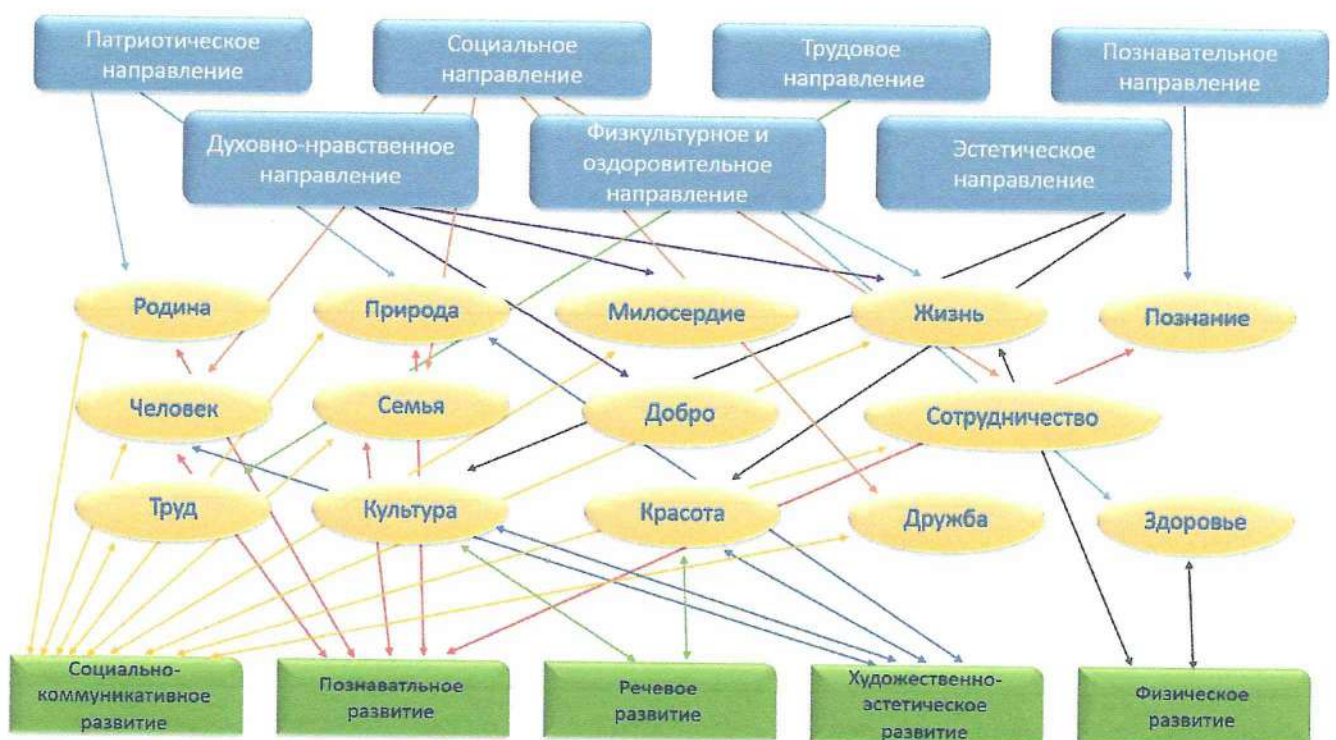 Патриотическое
направление
Социальное
направление
Трудовое
направление
Познавательное
направление
Духовно-нравственное
направление
Физкультурное и
оздоровительное
направление
Эстетическое
направление
Родина
Природа
Милосердие
Жизнь
Познание
Человек
Семья
Добро
Сотрудничество
Труд
Культура
Красота
Дружба
Здоровье
Социально-
коммуникативное
развитие
Познаватльное
развитие
Речевое
развитие
Художественно-
эстетическое
развитие
Физическое
развитие